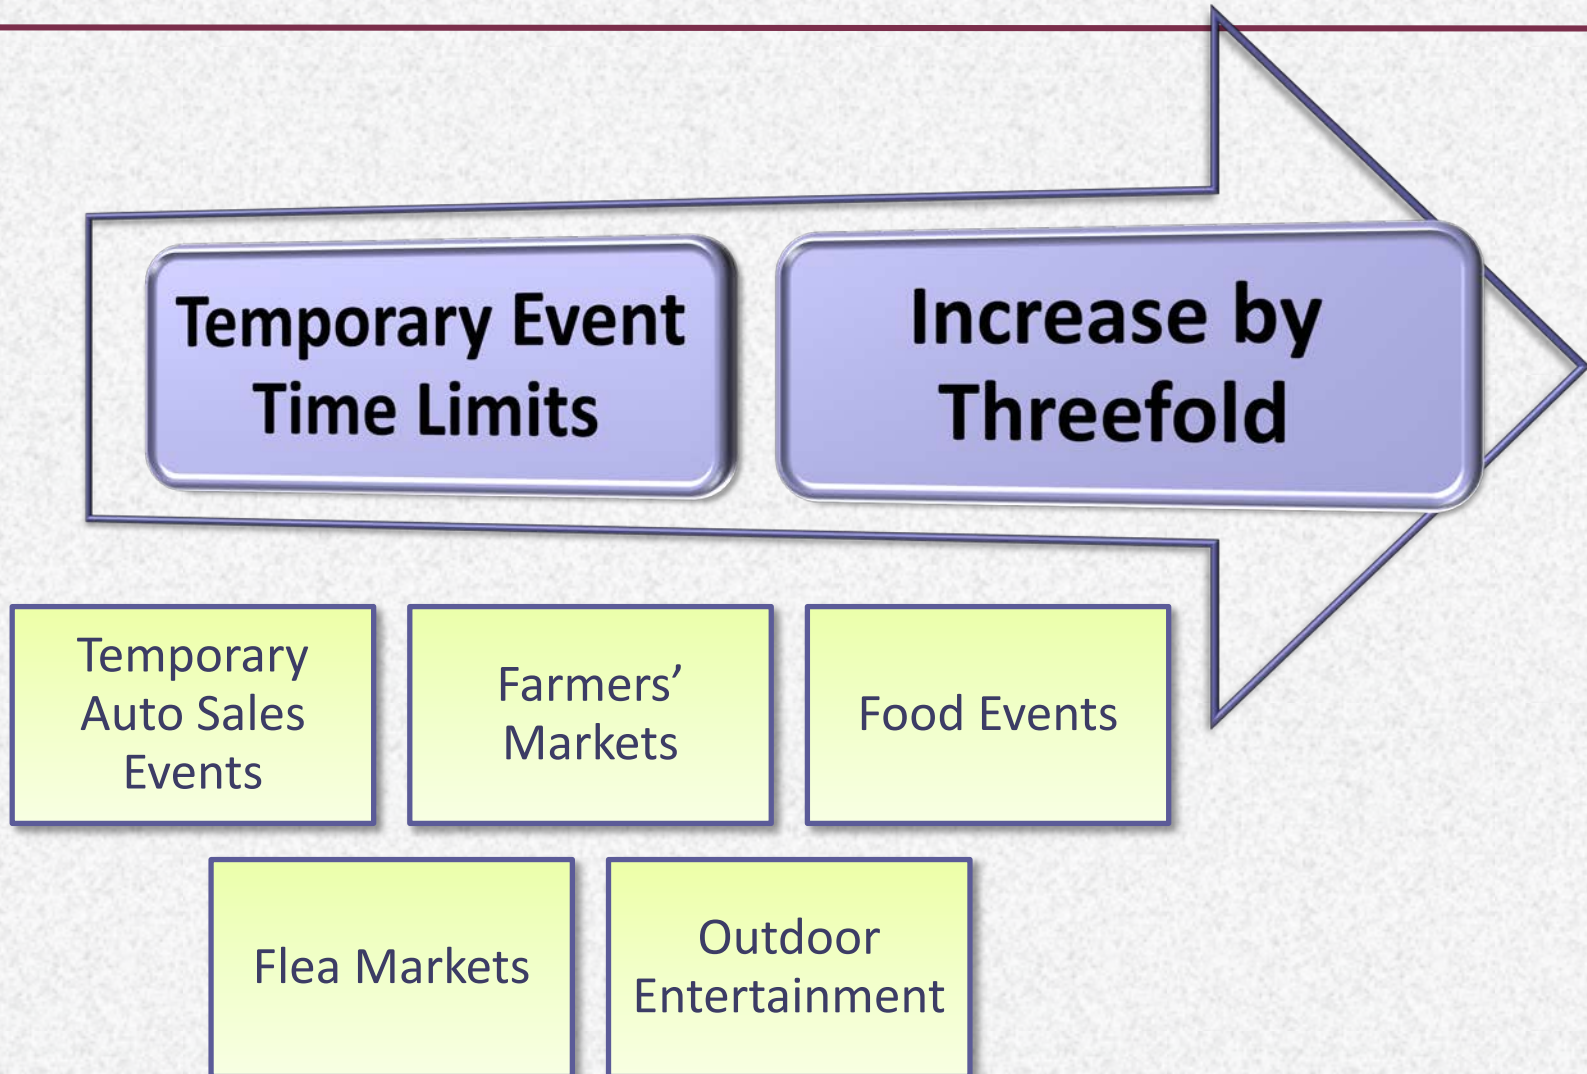 Temporary Event
Time Limits
Increase by
Threefold
Temporary
Auto Sales
Events
Farmers’
Markets
Food Events
Flea Markets
Outdoor
Entertainment